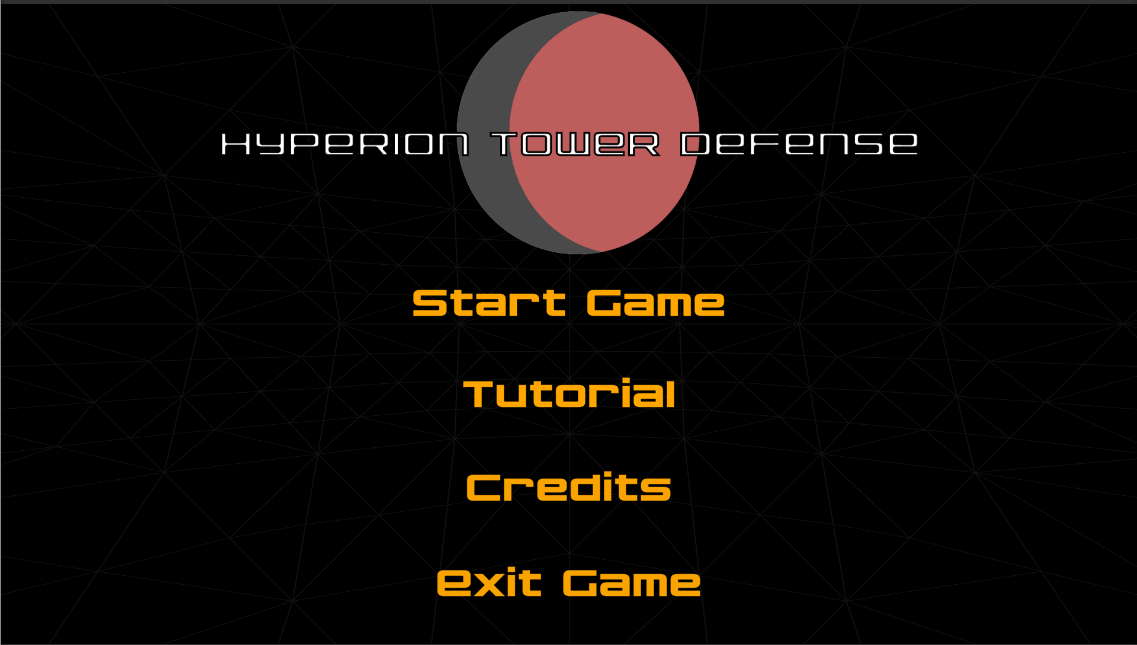 Hyperion Tower Defense
Start Game
Tutorial
Credits
Exit Game